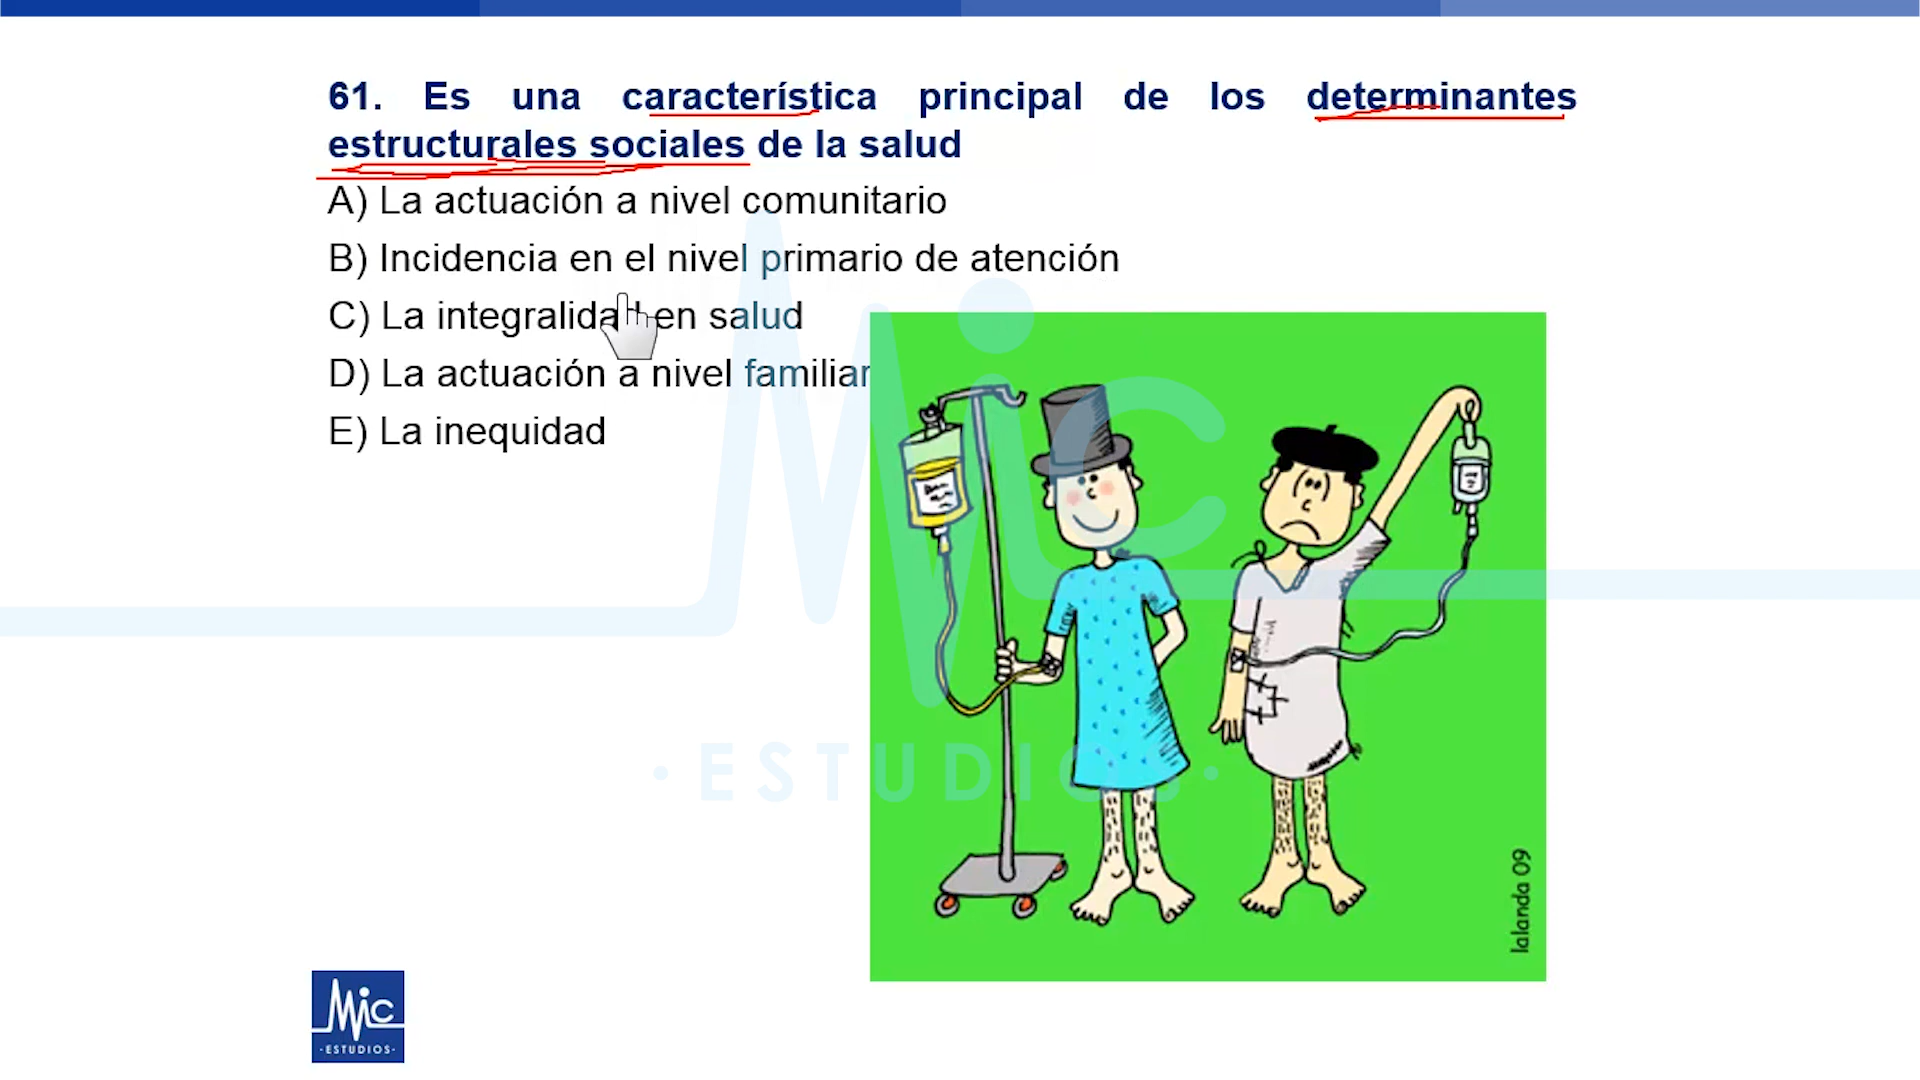 61. Es una característica principal de los determinantes
estructurales sociales de la salud
A) La actuación a nivel comunitario
B) Incidencia en el nivel primario de atención
C) La integralidad en salud
D) La actuación a nivel familiar
E) La inequidad
Mic
· ESTUDIOS ·
lalanda 09
Mic
·ESTUDIOS·